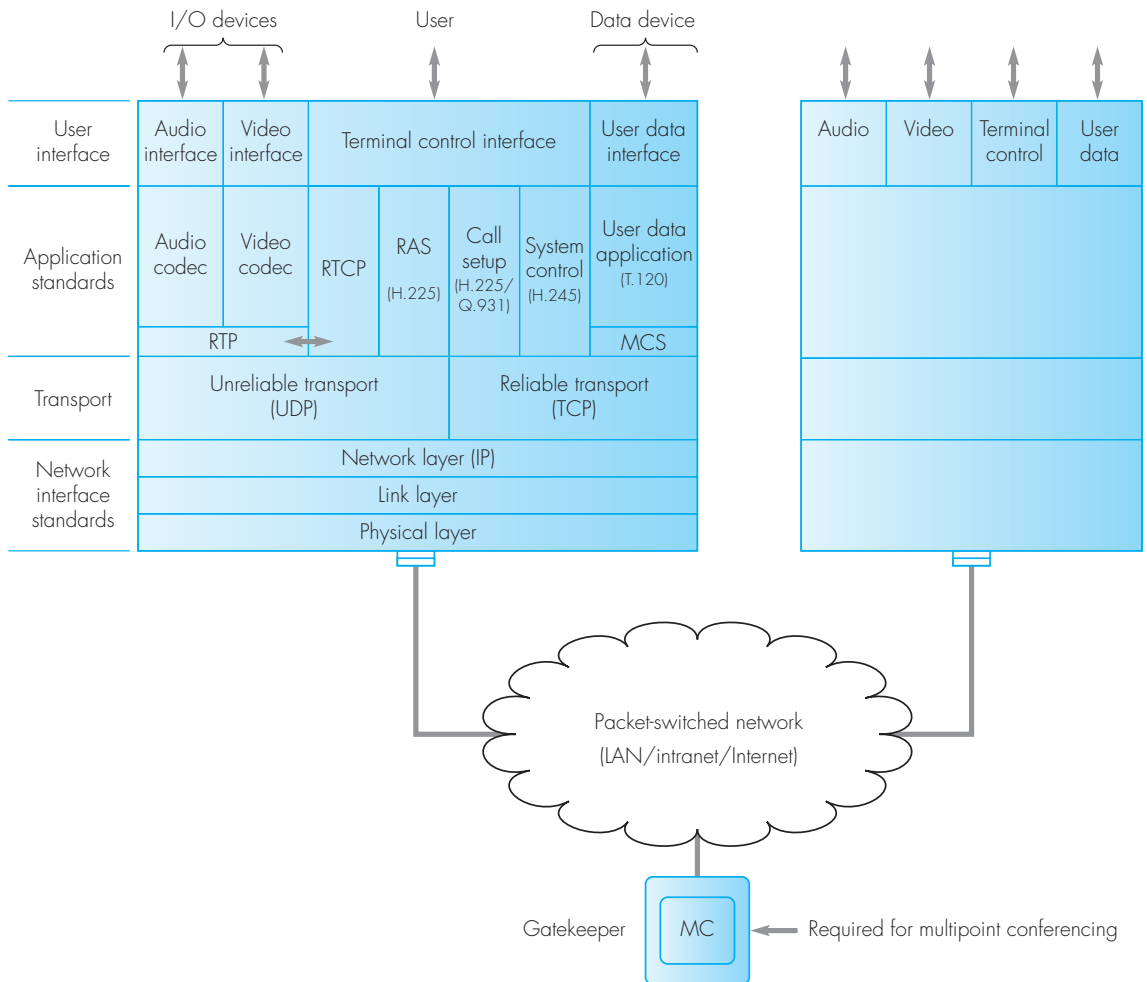 I/O devices
User
Data device
User
interface
Audio
interface
Video
interface
Terminal control interface
User data
interface
Audio
Video
Terminal
control
User
data
Application
standards
Audio
codec
Video
codec
RTCP
RAS
(H.225)
Call
setup
(H.225/
Q.931)
System
control
(H.245)
User data
application
(T.120)
RTP
MCS
Transport
Unreliable transport
(UDP)
Reliable transport
(TCP)
Network
interface
standards
Network layer (IP)
Link layer
Physical layer
Packet-switched network
(LAN/intranet/Internet)
Gatekeeper
MC
Required for multipoint conferencing